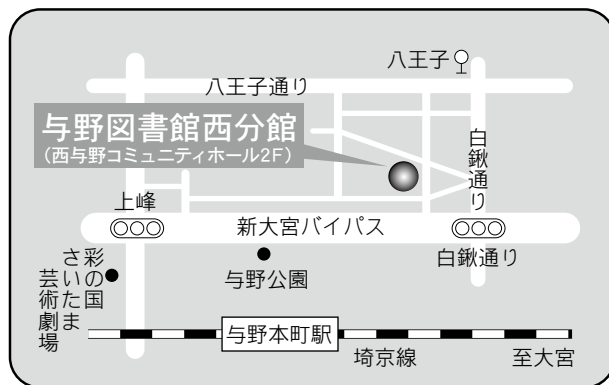 八王子
八王子通り
与野図書館西分館
(西与野コミュニティホール2F)
白鍬通り
上峰
新大宮バイパス
白鍬通り
与野公園
彩の国
さいたま
芸術劇場
与野本町駅
埼京線
至大宮